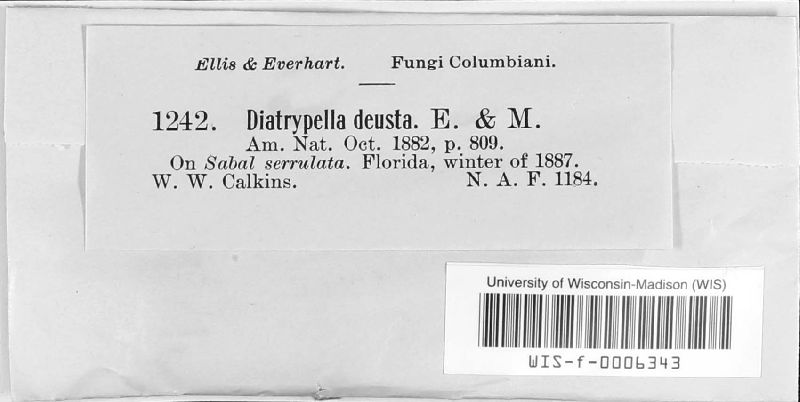 Ellis & Everhart. Fungi Columbiani.
1242. Diatrypella deusta. E. & M.
Am. Nat. Oct. 1882, p. 809.
On Sabal serrulata. Florida, winter of 1887.
W. W. Calkins. N. A. F. 1184.
University of Wisconsin-Madison (WIS)
WIS-f-0006343